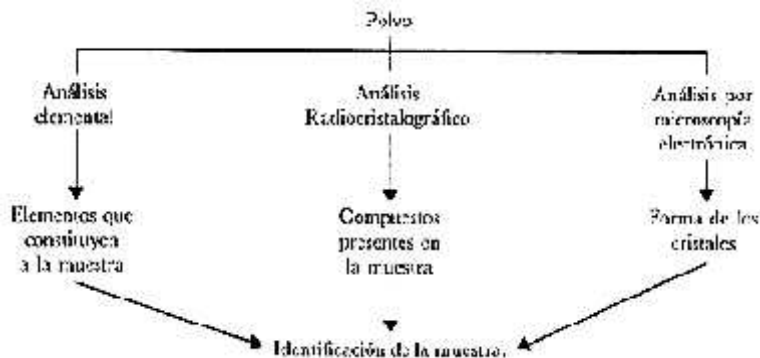 Polvo
Análisis
elemental
Análisis
Radiocristalográfico
Análisis por
microscopía
electrónica
Elementos que
constituyen
a la muestra
Compuestos
presentes en
la muestra
Forma de los
cristales
Identificación de la muestra.